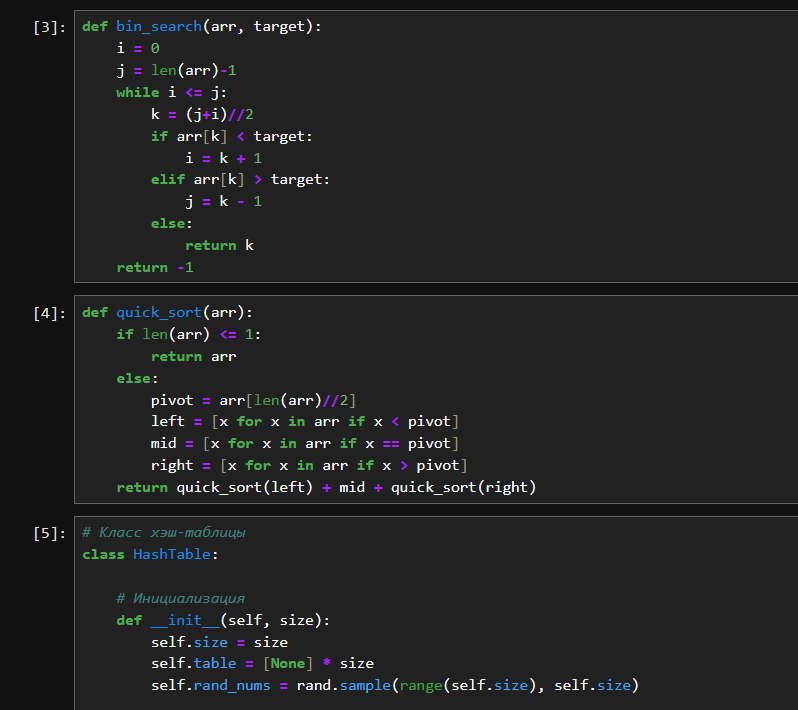 [3]: def bin_search(arr, target):
    i = 0
    j = len(arr)-1
    while i <= j:
        k = (j+i)//2
        if arr[k] < target:
            i = k + 1
        elif arr[k] > target:
            j = k - 1
        else:
            return k
    return -1
[4]: def quick_sort(arr):
    if len(arr) <= 1:
        return arr
    else:
        pivot = arr[len(arr)//2]
        left = [x for x in arr if x < pivot]
        mid = [x for x in arr if x == pivot]
        right = [x for x in arr if x > pivot]
    return quick_sort(left) + mid + quick_sort(right)
[5]: # Класс хэш-таблицы
class HashTable:
    # Инициализация
    def __init__(self, size):
        self.size = size
        self.table = [None] * size
        self.rand_nums = rand.sample(range(self.size), self.size)